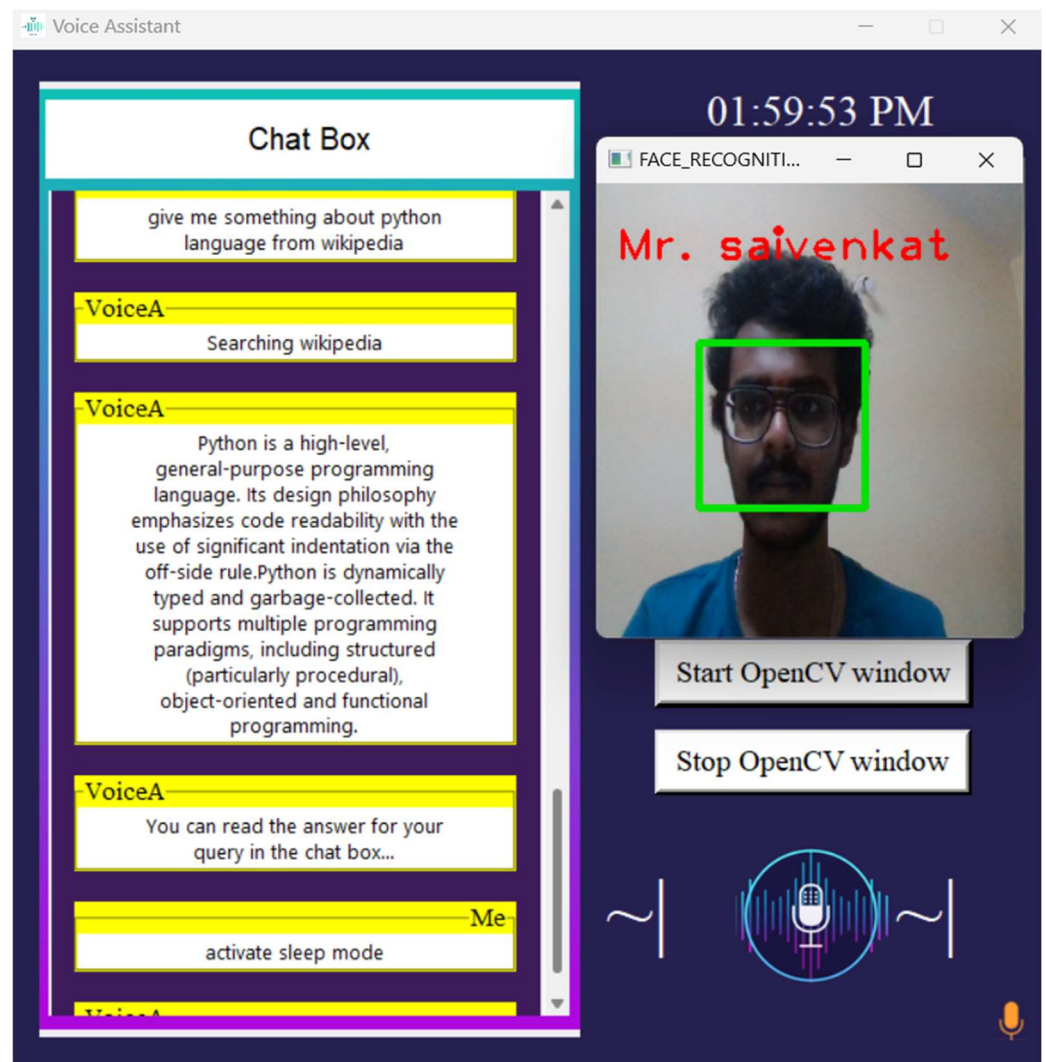 Voice Assistant
Chat Box
give me something about python
language from wikipedia
VoiceA
Searching wikipedia
VoiceA
Python is a high-level,
general-purpose programming
language. Its design philosophy
emphasizes code readability with the
use of significant indentation via the
off-side rule.Python is dynamically
typed and garbage-collected. It
supports multiple programming
paradigms, including structured
(particularly procedural),
object-oriented and functional
programming.
VoiceA
You can read the answer for your
query in the chat box...
Me
activate sleep mode
VoiceA
01:59:53 PM
FACE_RECOGNITI...
Mr. saivenkat
Start OpenCV window
Stop OpenCV window
~| ~|